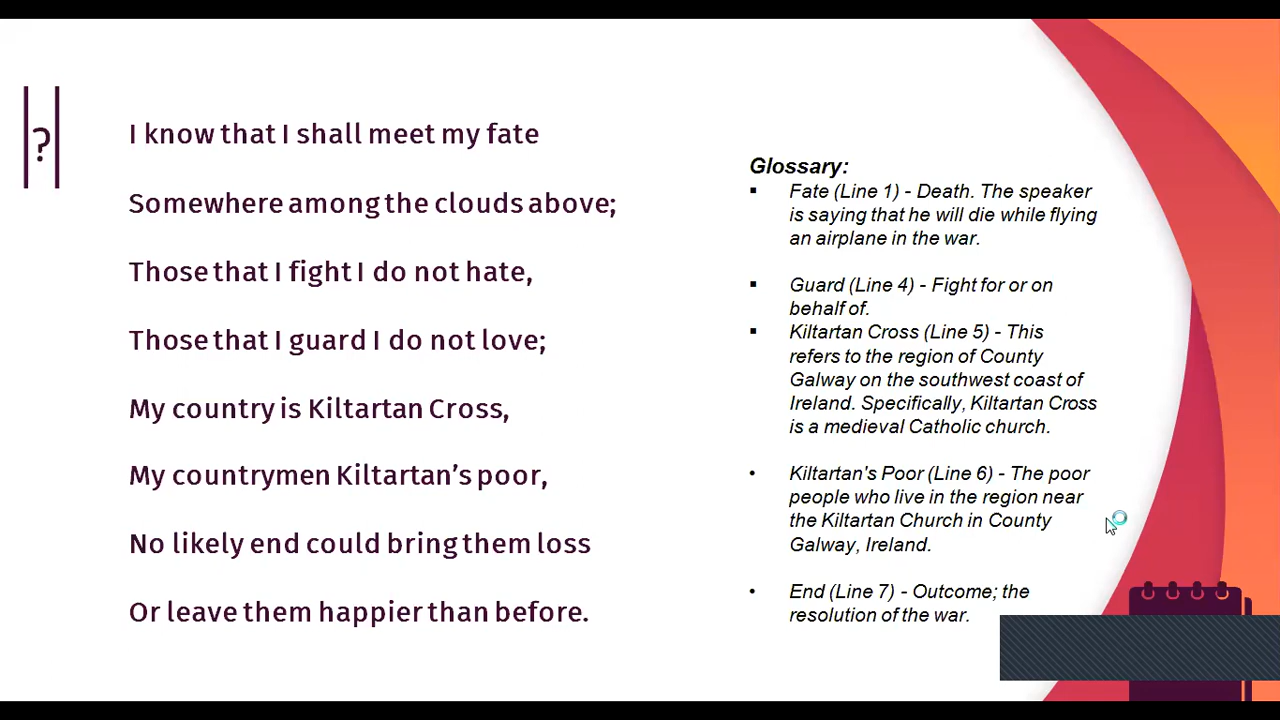 ?
I know that I shall meet my fate
Somewhere among the clouds above;
Those that I fight I do not hate,
Those that I guard I do not love;
My country is Kiltartan Cross,
My countrymen Kiltartan’s poor,
No likely end could bring them loss
Or leave them happier than before.
Glossary:
▪ Fate (Line 1) - Death. The speaker
is saying that he will die while flying
an airplane in the war.
▪ Guard (Line 4) - Fight for or on
behalf of.
▪ Kiltartan Cross (Line 5) - This
refers to the region of County
Galway on the southwest coast of
Ireland. Specifically, Kiltartan Cross
is a medieval Catholic church.
• Kiltartan's Poor (Line 6) - The poor
people who live in the region near
the Kiltartan Church in County
Galway, Ireland.
• End (Line 7) - Outcome; the
resolution of the war.